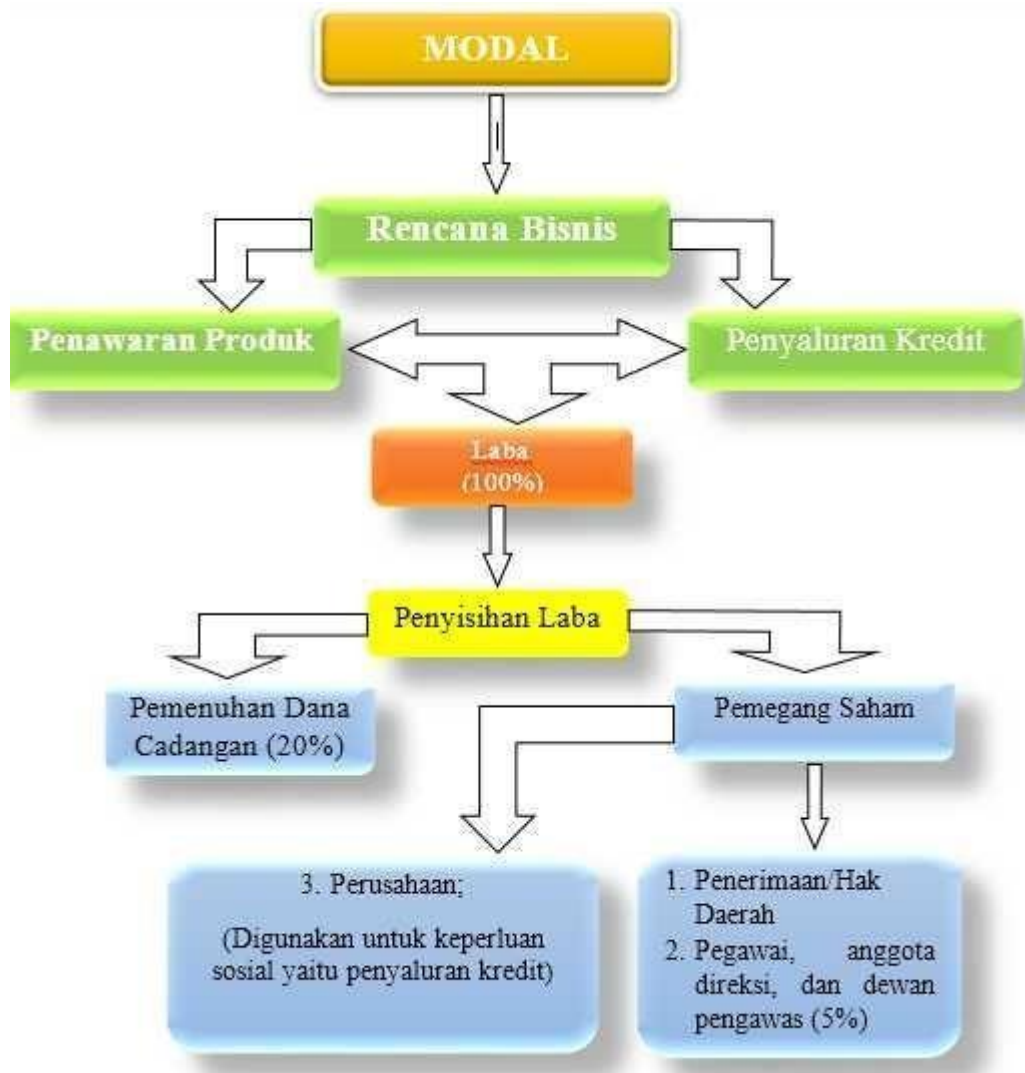 MODAL
Rencana Bisnis
Penawaran Produk
Penyaluran Kredit
Laba
(100%)
Penyisihan Laba
Pemenuhan Dana
Cadangan (20%)
Pemegang Saham
3. Perusahaan;
(Digunakan untuk keperluan
sosial yaitu penyaluran kredit)
1. Penerimaan/Hak
Daerah
2. Pegawai, anggota
direksi, dan dewan
pengawas (5%)